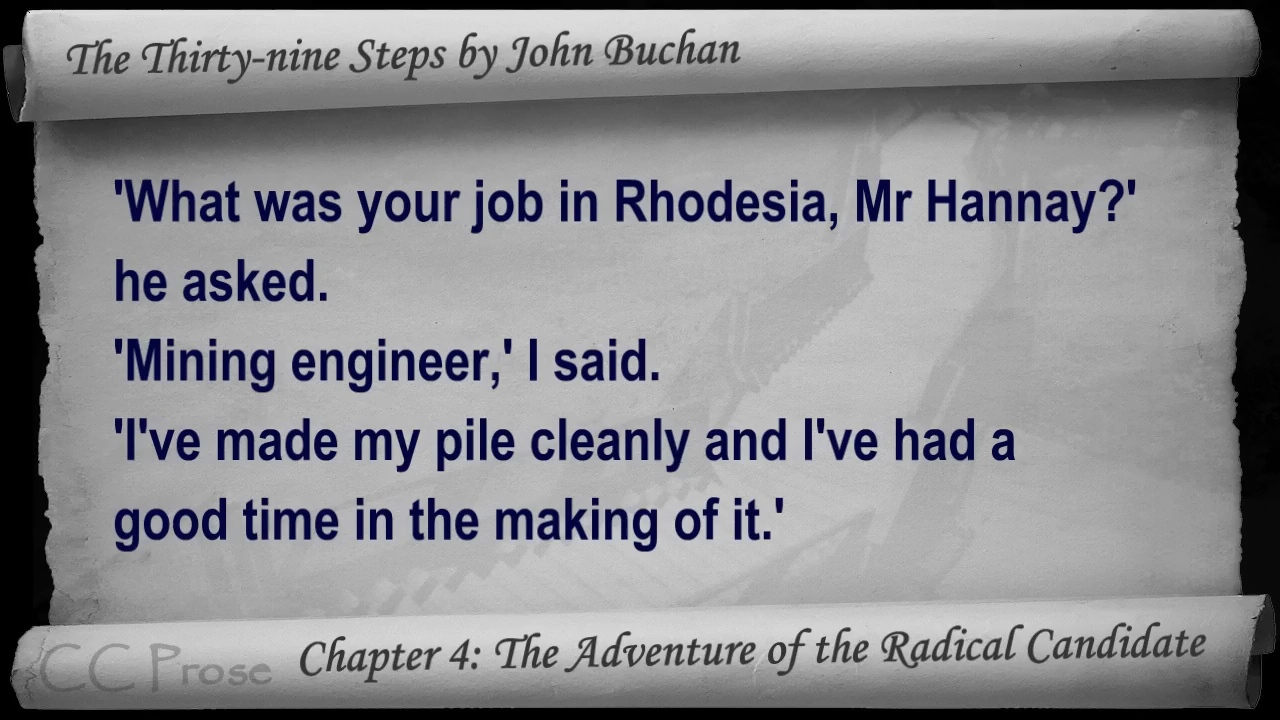 The Thirty-nine Steps by John Buchan
'What was your job in Rhodesia, Mr Hannay?'
he asked.
'Mining engineer,' I said.
'I've made my pile cleanly and I've had a
good time in the making of it.'
CC Prose
Chapter 4: The Adventure of the Radical Candidate